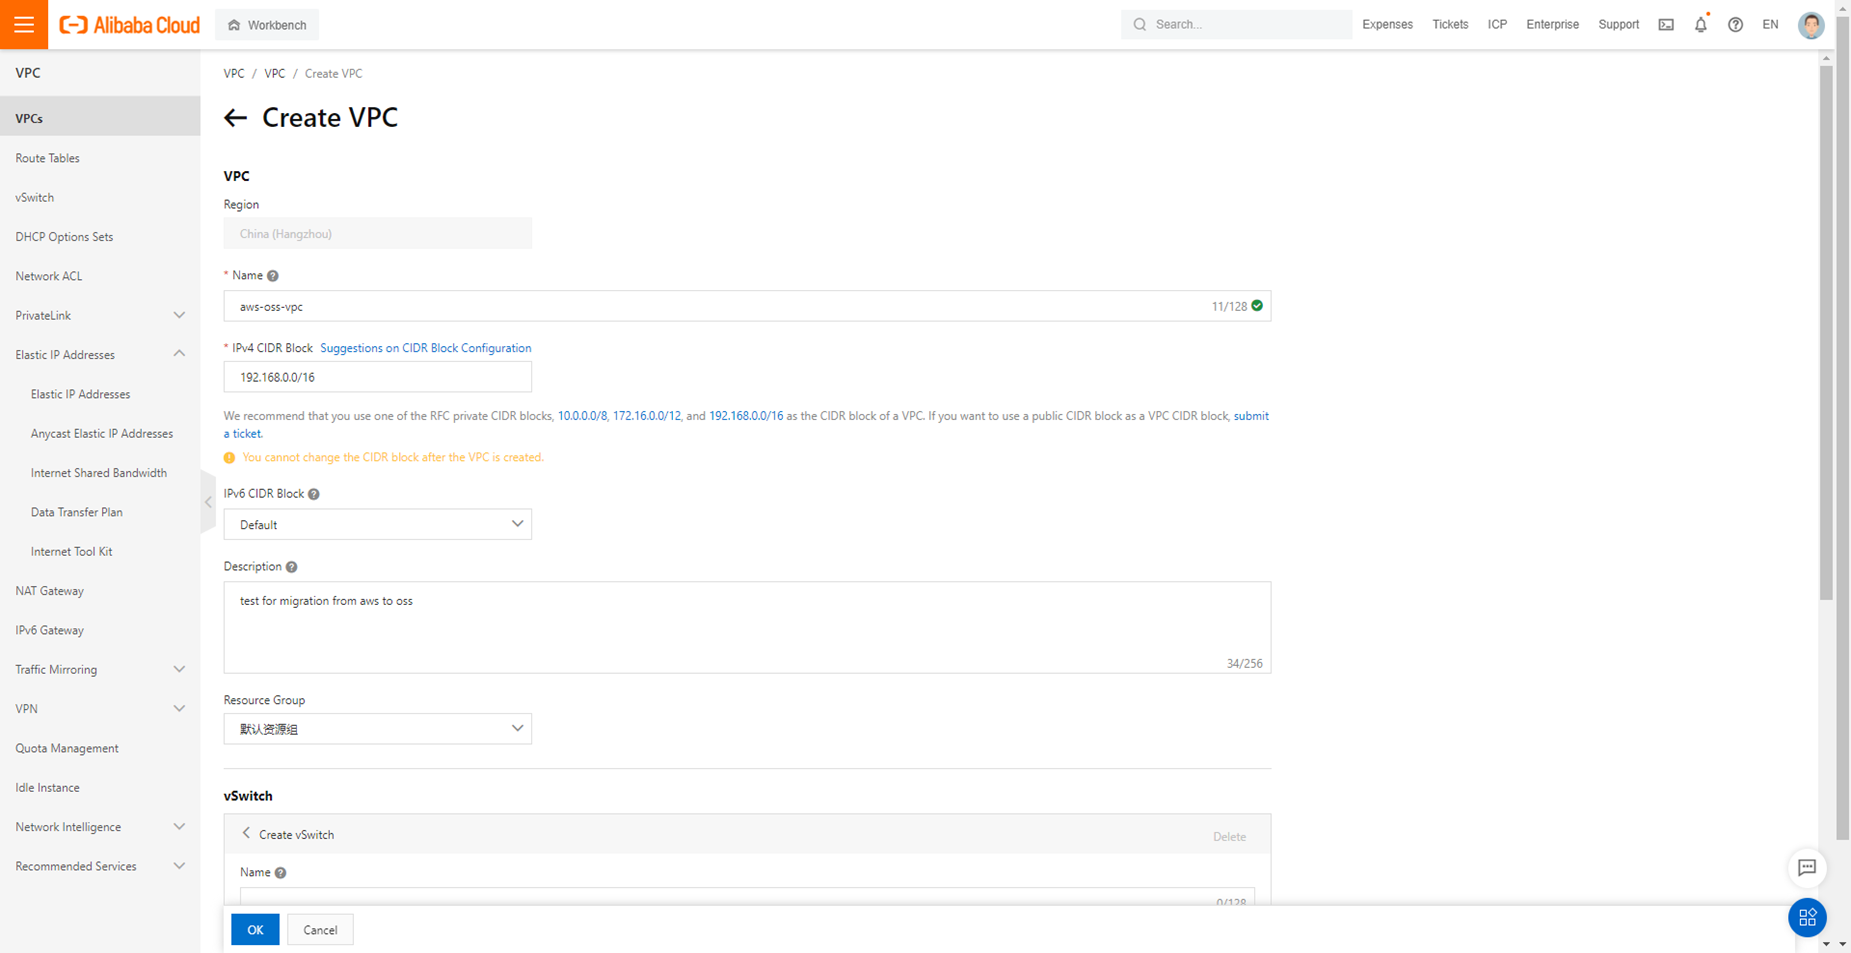 Alibaba Cloud
Workbench
Search...
Expenses
Tickets
ICP
Enterprise
Support
EN
VPC
VPCs
Route Tables
vSwitch
DHCP Options Sets
Network ACL
PrivateLink
Elastic IP Addresses
Elastic IP Addresses
Anycast Elastic IP Addresses
Internet Shared Bandwidth
Data Transfer Plan
Internet Tool Kit
NAT Gateway
IPv6 Gateway
Traffic Mirroring
VPN
Quota Management
Idle Instance
Network Intelligence
Recommended Services
VPC / VPC / Create VPC
Create VPC
VPC
Region
China (Hangzhou)
* Name
aws-oss-vpc
11/128
* IPv4 CIDR Block Suggestions on CIDR Block Configuration
192.168.0.0/16
We recommend that you use one of the RFC private CIDR blocks, 10.0.0.0/8, 172.16.0.0/12, and 192.168.0.0/16 as the CIDR block of a VPC. If you want to use a public CIDR block as a VPC CIDR block, submit
a ticket.
You cannot change the CIDR block after the VPC is created.
IPv6 CIDR Block
Default
Description
test for migration from aws to oss
34/256
Resource Group
默认资源组
vSwitch
Create vSwitch
Delete
Name
0/128
OK
Cancel